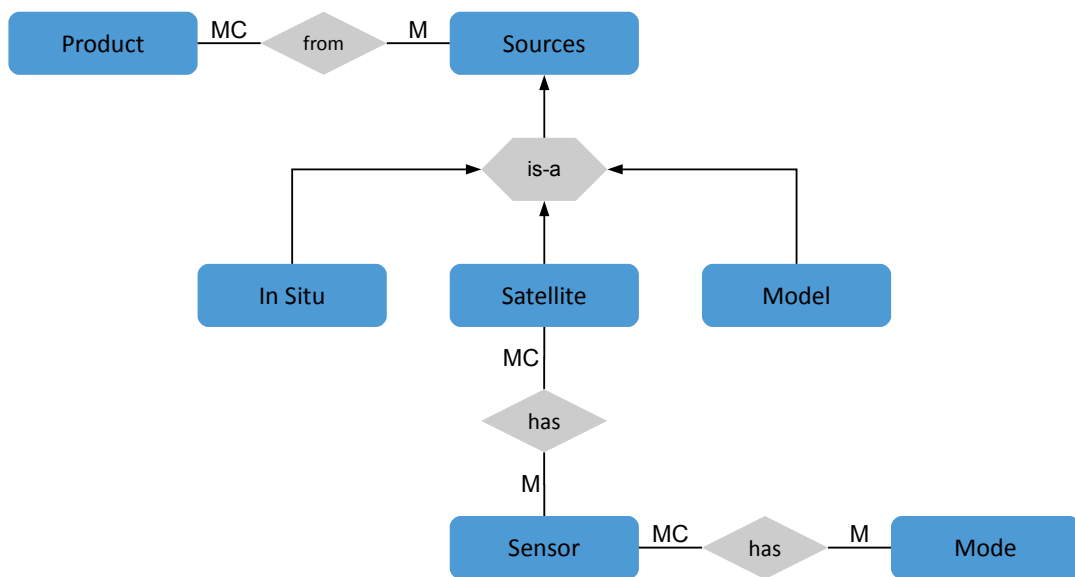 Product
MC
from
M
Sources
is-a
In Situ
Satellite
Model
MC
has
M
Sensor
MC
has
M
Mode